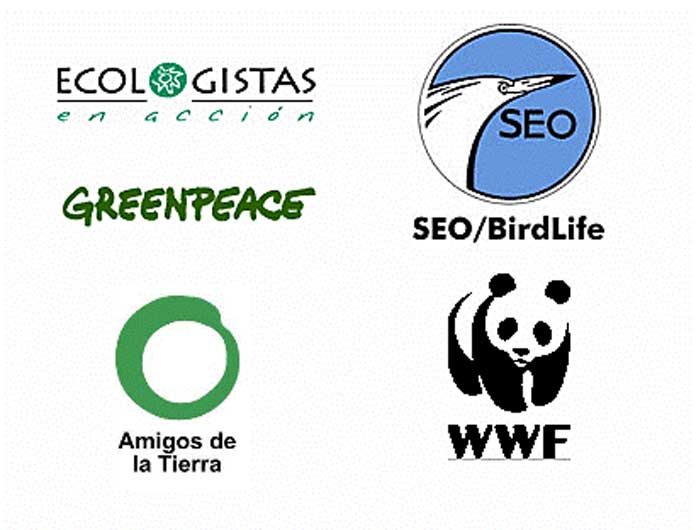 ECOLOGISTAS
en acción
GREENPEACE
Amigos de
la Tierra
SEO
SEO/BirdLife
WWF